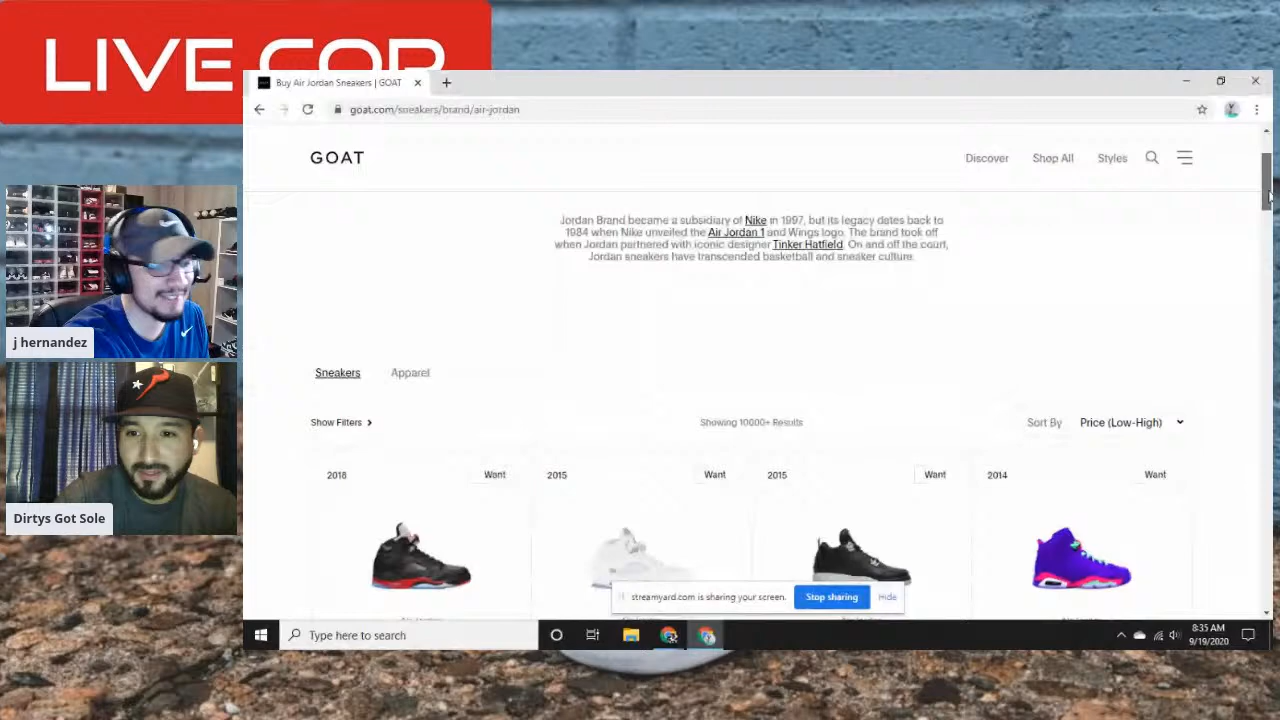 LIVE COP
Buy Air Jordan Sneakers | GOAT
goat.com/sneakers/brand/air-jordan
GOAT
Discover
Shop All
Styles
Jordan Brand became a subsidiary of Nike in 1997, but its legacy dates back to
1984 when Nike unveiled the Air Jordan 1 and Wings logo. The brand took off
when Jordan partnered with iconic designer Tinker Hatfield. On and off the court,
Jordan sneakers have transcended basketball and sneaker culture.
j hernandez
Sneakers
Apparel
Show Filters
Showing 10000+ Results
Sort By
Price (Low-High)
2018
Want
2015
Want
2015
Want
2014
Want
Dirtys Got Sole
streamyard.com is sharing your screen.
Stop sharing
Hide
Type here to search
8:35 AM
9/19/2020